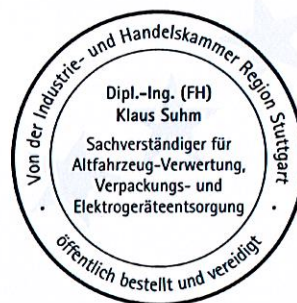 Von der Industrie- und Handelskammer Region Stuttgart
Dipl.-Ing. (FH)
Klaus Suhm
Sachverständiger für
Altfahrzeug-Verwertung,
Verpackungs- und
Elektrogeräteentsorgung
· öffentlich bestellt und vereidigt ·